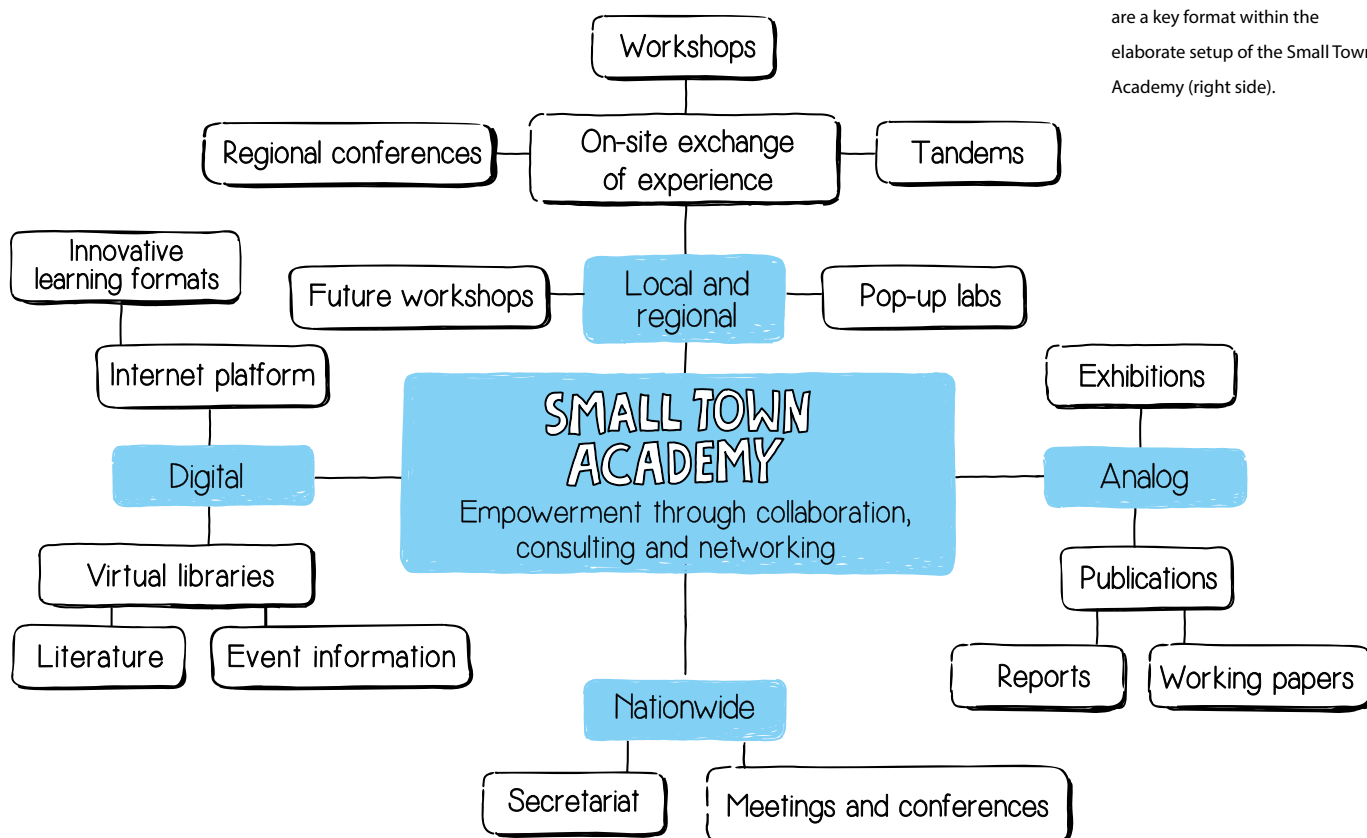 are a key format within the
elaborate setup of the Small Town
Academy (right side).
Workshops
Regional conferences
On-site exchange
of experience
Tandems
Innovative
learning formats
Future workshops
Local and
regional
Pop-up labs
Internet platform
Exhibitions
SMALL TOWN
ACADEMY
Empowerment through collaboration,
consulting and networking
Digital
Analog
Virtual libraries
Publications
Literature
Event information
Reports
Working papers
Nationwide
Secretariat
Meetings and conferences